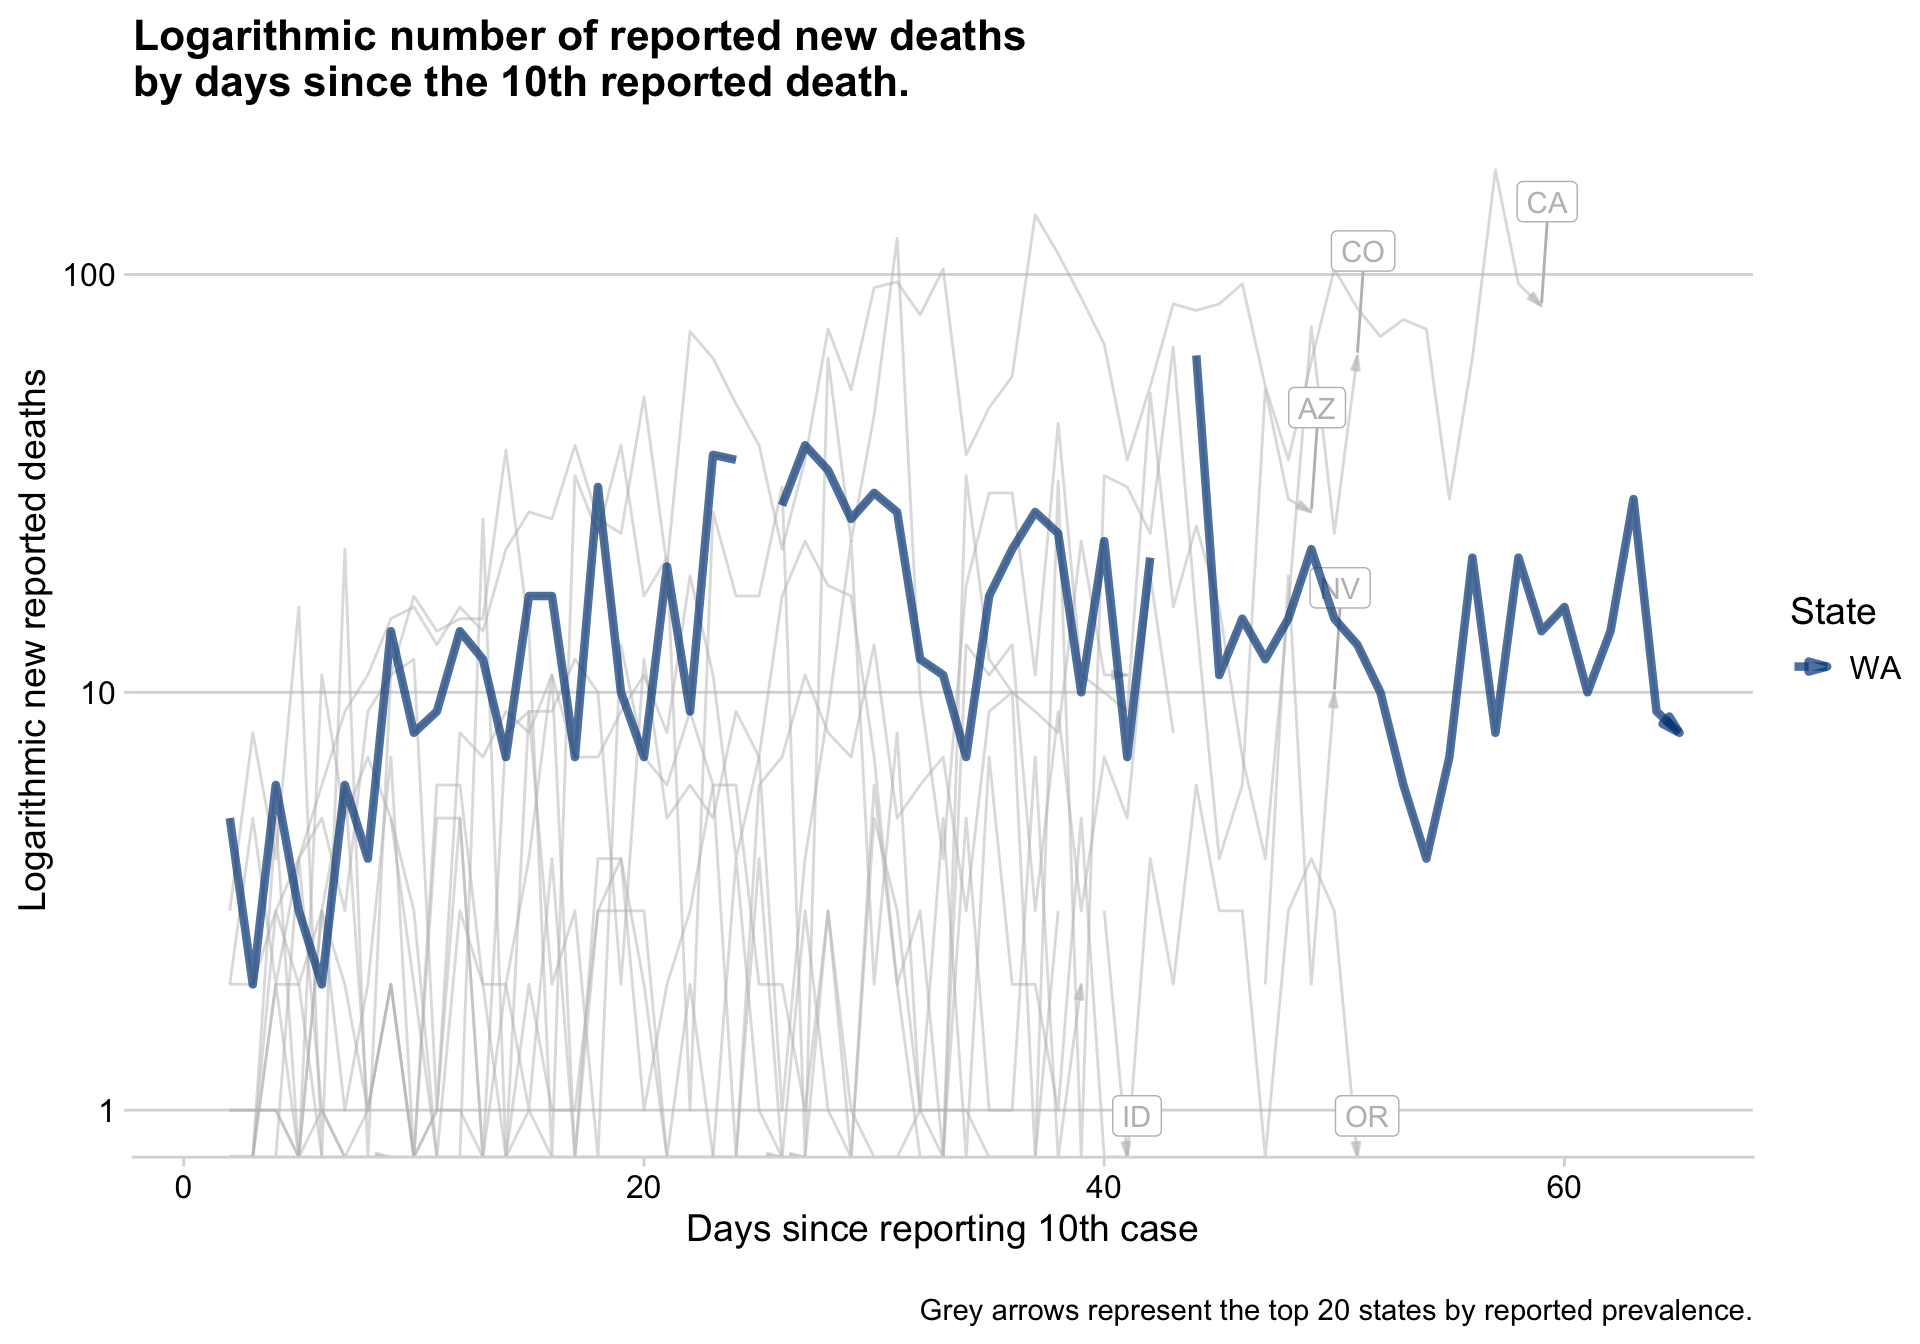 Logarithmic number of reported new deaths
by days since the 10th reported death.
Logarithmic new reported deaths
100
10
1
CA
CO
AZ
NV
ID
OR
State
WA
0
20
40
60
Days since reporting 10th case
Grey arrows represent the top 20 states by reported prevalence.